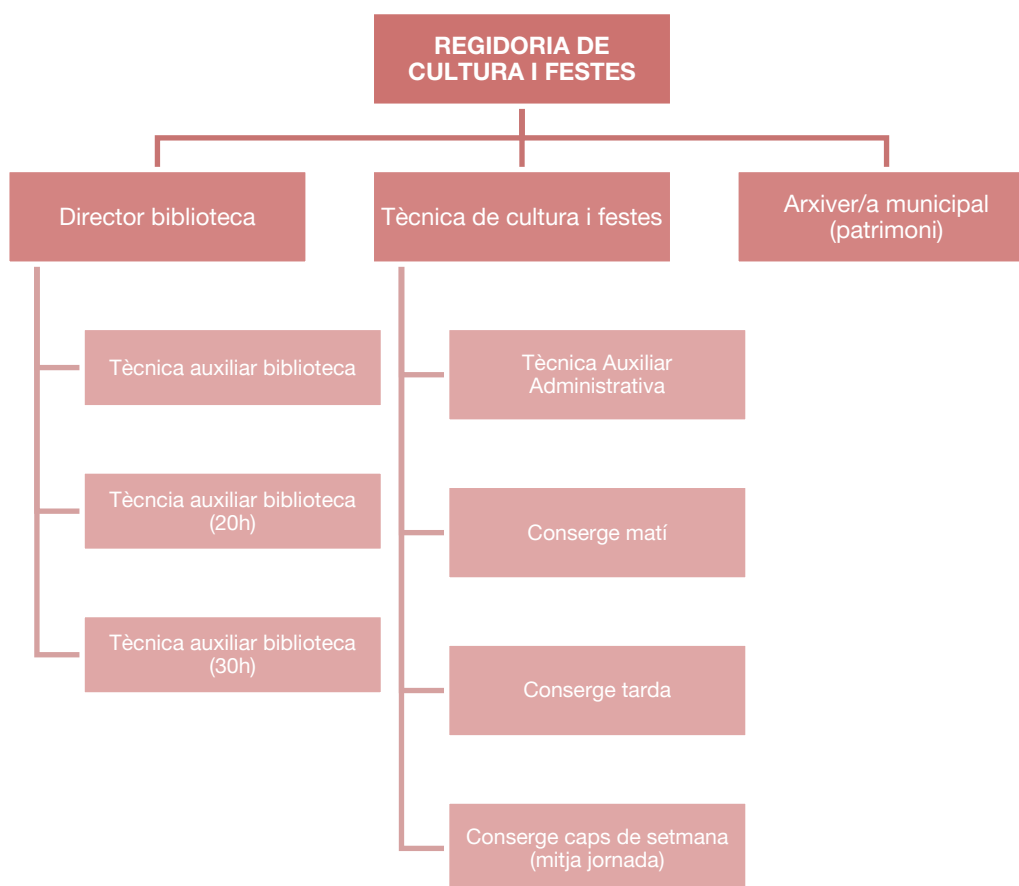 REGIDORIA DE
CULTURA I FESTES
Director biblioteca
Tècnica de cultura i festes
Arxiver/a municipal
(patrimoni)
Tècnica auxiliar biblioteca
Tècncia auxiliar biblioteca
(20h)
Tècnica auxiliar biblioteca
(30h)
Tècnica Auxiliar
Administrativa
Conserge matí
Conserge tarda
Conserge caps de setmana
(mitja jornada)